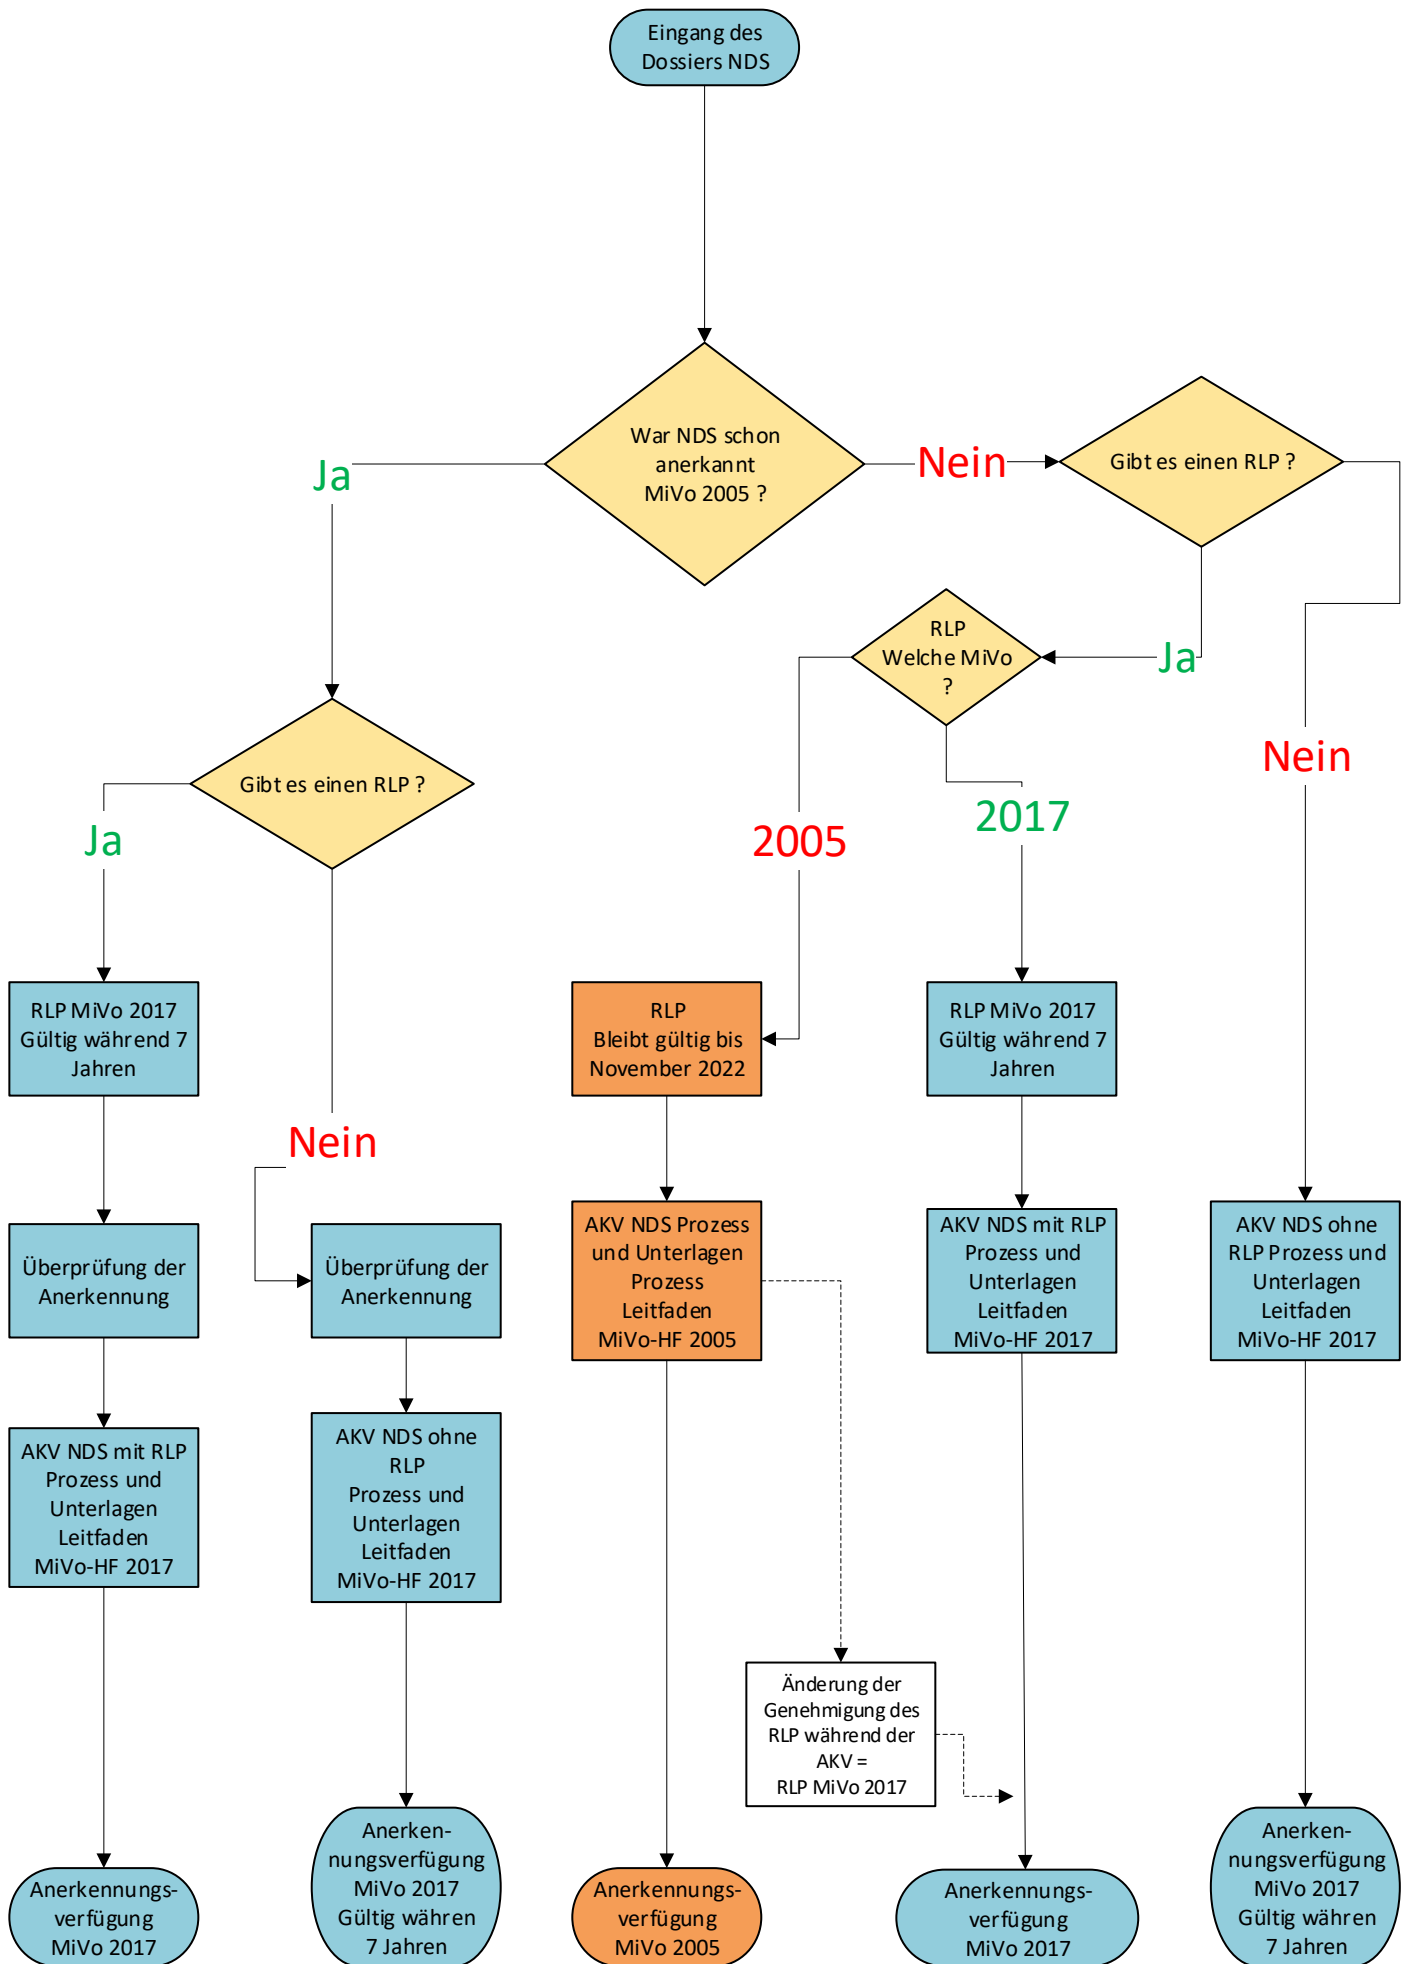 Eingang des
Dossiers NDS
War NDS schon
anerkannt
MiVo 2005 ?
Ja
Nein
Gibt es einen RLP ?
RLP
Welche MiVo
?
Ja
Nein
Gibt es einen RLP ?
Ja
2005
2017
RLP MiVo 2017
Gültig während 7
Jahren
RLP
Bleibt gültig bis
November 2022
RLP MiVo 2017
Gültig während 7
Jahren
Nein
Überprüfung der
Anerkennung
Überprüfung der
Anerkennung
AKV NDS Prozess
und Unterlagen
Prozess
Leitfaden
MiVo-HF 2005
AKV NDS mit RLP
Prozess und
Unterlagen
Leitfaden
MiVo-HF 2017
AKV NDS ohne
RLP Prozess und
Unterlagen
Leitfaden
MiVo-HF 2017
AKV NDS mit RLP
Prozess und
Unterlagen
Leitfaden
MiVo-HF 2017
AKV NDS ohne
RLP
Prozess und
Unterlagen
Leitfaden
MiVo-HF 2017
Änderung der
Genehmigung des
RLP während der
AKV =
RLP MiVo 2017
Anerkennungs-
verfügung
MiVo 2017
Anerken-
nungsverfügung
MiVo 2017
Gültig währen
7 Jahren
Anerkennungs-
verfügung
MiVo 2005
Anerkennungs-
verfügung
MiVo 2017
Anerken-
nungsverfügung
MiVo 2017
Gültig währen
7 Jahren